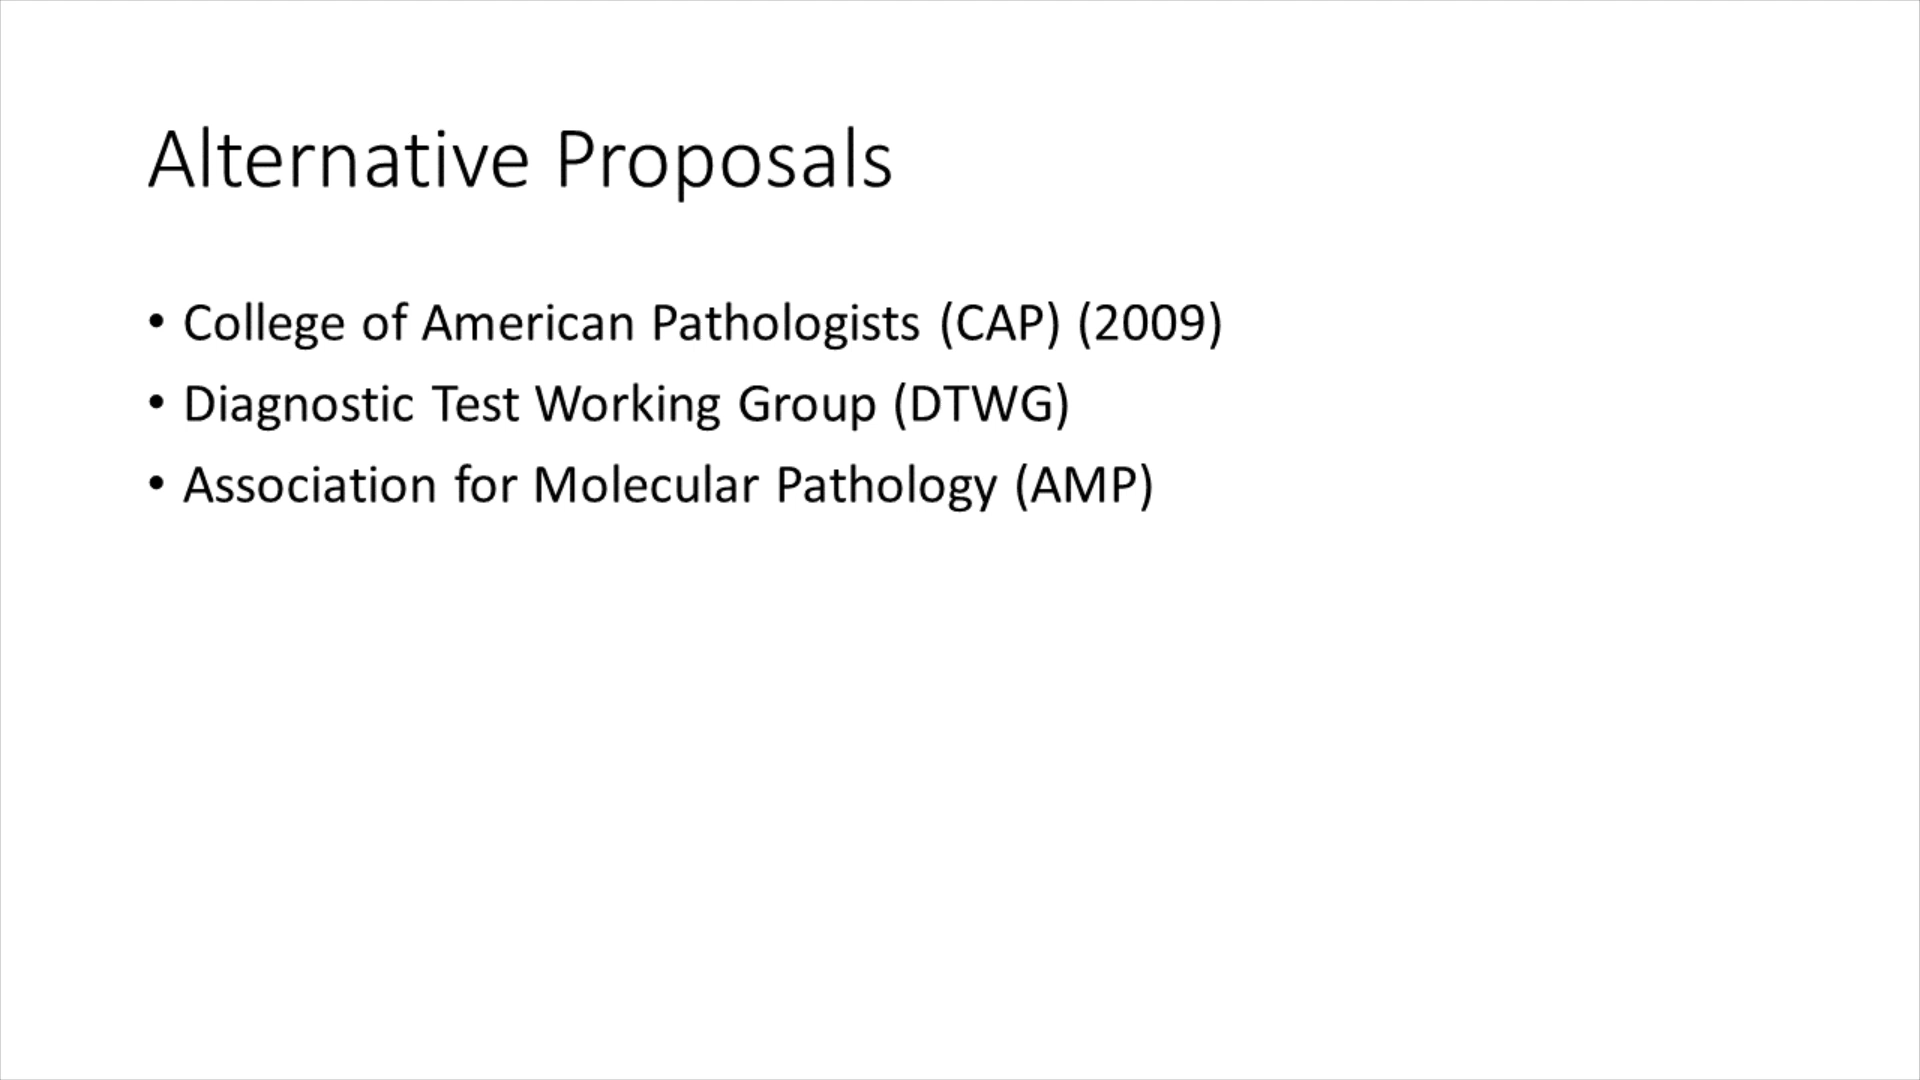 Alternative Proposals
• College of American Pathologists (CAP) (2009)
• Diagnostic Test Working Group (DTWG)
• Association for Molecular Pathology (AMP)